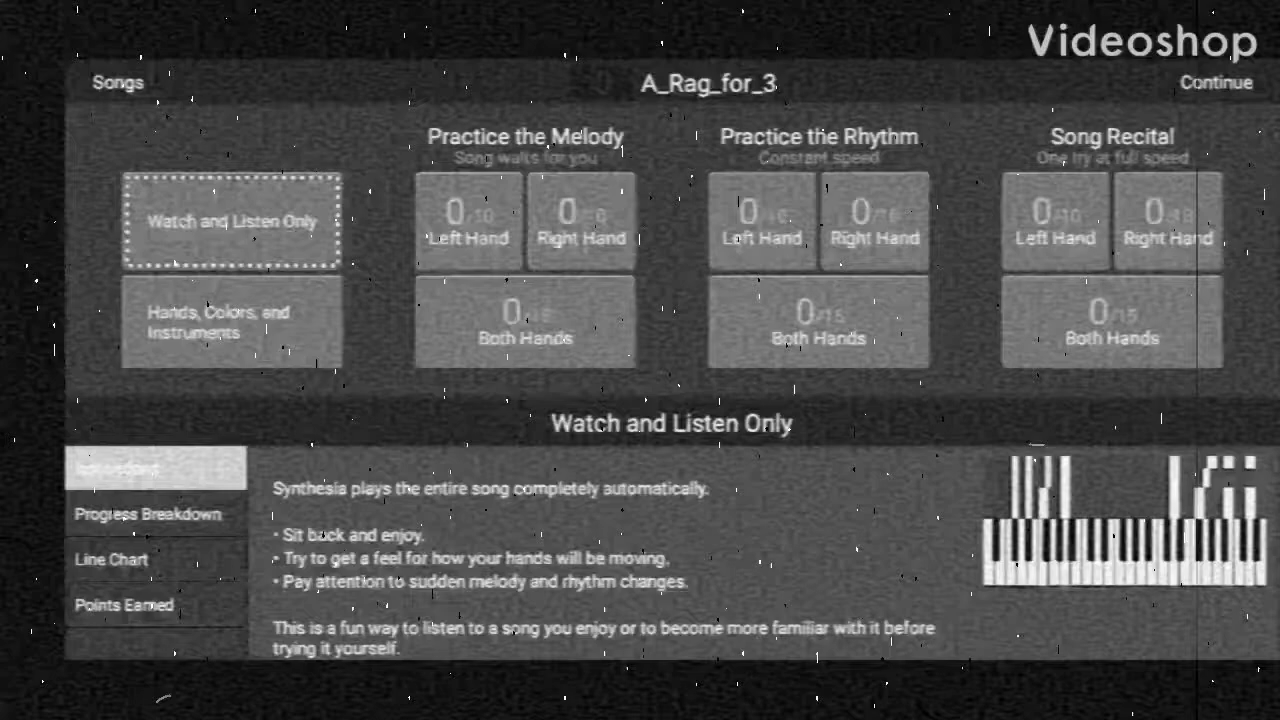 Videoshop
Songs
A_Rag_for_3
Continue
Practice the Melody
Song waits for you
Practice the Rhythm
Constant speed
Song Recital
One try at full speed
Watch and Listen Only
0/10
Left Hand
0
Right Hand
0
Left Hand
0
Right Hand
0/10
Left Hand
0
Right Hand
Hands, Colors, and
Instruments
0
Both Hands
0/15
Both Hands
0/15
Both Hands
Watch and Listen Only
Progress Breakdown
Line Chart
Points Earned
Synthesia plays the entire song completely automatically.
• Sit back and enjoy.
• Try to get a feel for how your hands will be moving.
• Pay attention to sudden melody and rhythm changes.
This is a fun way to listen to a song you enjoy or to become more familiar with it before
trying it yourself.